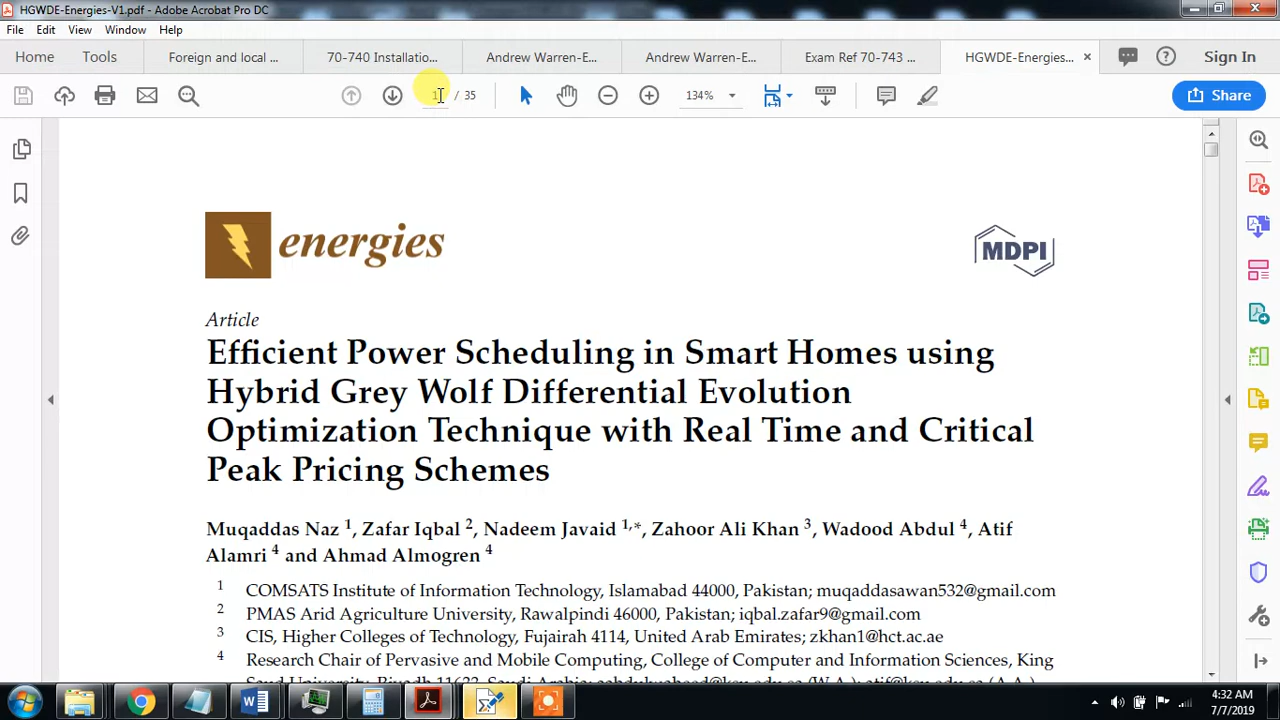 HGWDE-Energies-V1.pdf - Adobe Acrobat Pro DC
File Edit View Window Help
Home Tools Foreign and local ... 70-740 Installatio... Andrew Warren-E... Andrew Warren-E... Exam Ref 70-743 ... HGWDE-Energies... × Sign In
1 / 35 134% Share
energies MDPI
Article
Efficient Power Scheduling in Smart Homes using
Hybrid Grey Wolf Differential Evolution
Optimization Technique with Real Time and Critical
Peak Pricing Schemes
Muqaddas Naz 1, Zafar Iqbal 2, Nadeem Javaid 1,*, Zahoor Ali Khan 3, Wadood Abdul 4, Atif
Alamri 4 and Ahmad Almogren 4
1 COMSATS Institute of Information Technology, Islamabad 44000, Pakistan; muqaddasawan532@gmail.com
2 PMAS Arid Agriculture University, Rawalpindi 46000, Pakistan; iqbal.zafar9@gmail.com
3 CIS, Higher Colleges of Technology, Fujairah 4114, United Arab Emirates; zkhan1@hct.ac.ae
4 Research Chair of Pervasive and Mobile Computing, College of Computer and Information Sciences, King
4:32 AM
7/7/2019